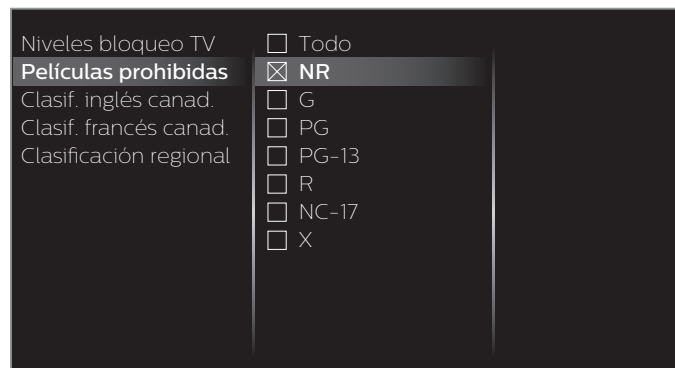 Niveles bloqueo TV
Películas prohibidas
Clasif. inglés canad.
Clasif. francés canad.
Clasificación regional
Todo
NR
G
PG
PG-13
R
NC-17
X